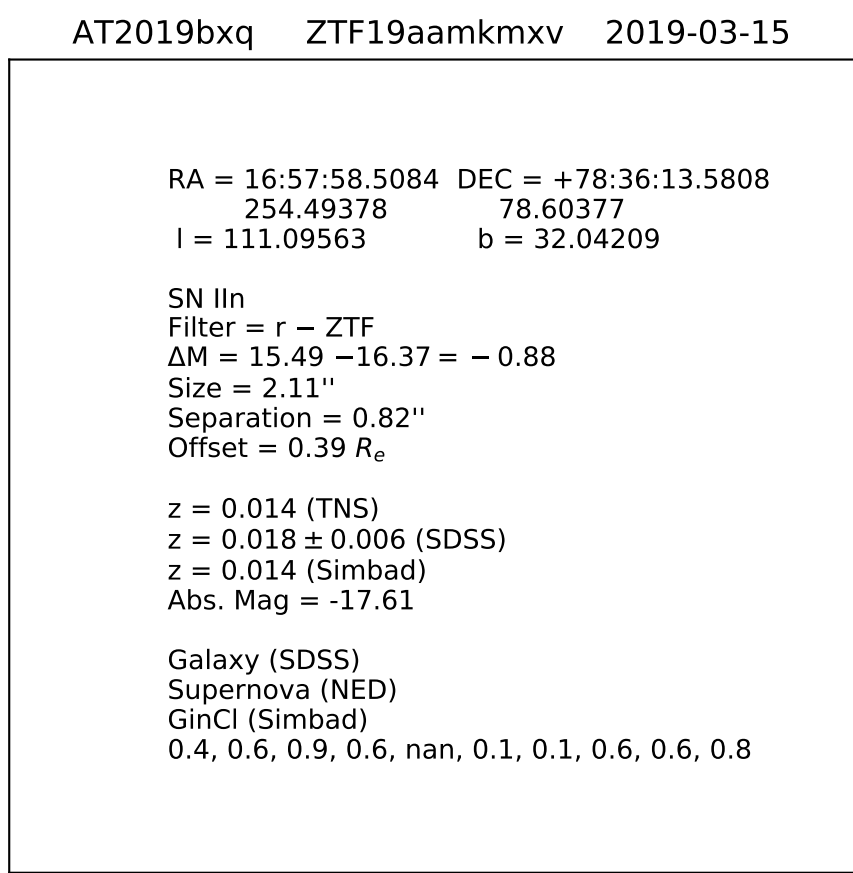 AT2019bxq ZTF19aamkmxv 2019-03-15
RA = 16:57:58.5084 DEC = +78:36:13.5808
254.49378 78.60377
l = 111.09563 b = 32.04209
SN IIn
Filter = r − ZTF
ΔM = 15.49 −16.37 = − 0.88
Size = 2.11''
Separation = 0.82''
Offset = 0.39 Rₑ
z = 0.014 (TNS)
z = 0.018 ± 0.006 (SDSS)
z = 0.014 (Simbad)
Abs. Mag = -17.61
Galaxy (SDSS)
Supernova (NED)
GinCl (Simbad)
0.4, 0.6, 0.9, 0.6, nan, 0.1, 0.1, 0.6, 0.6, 0.8